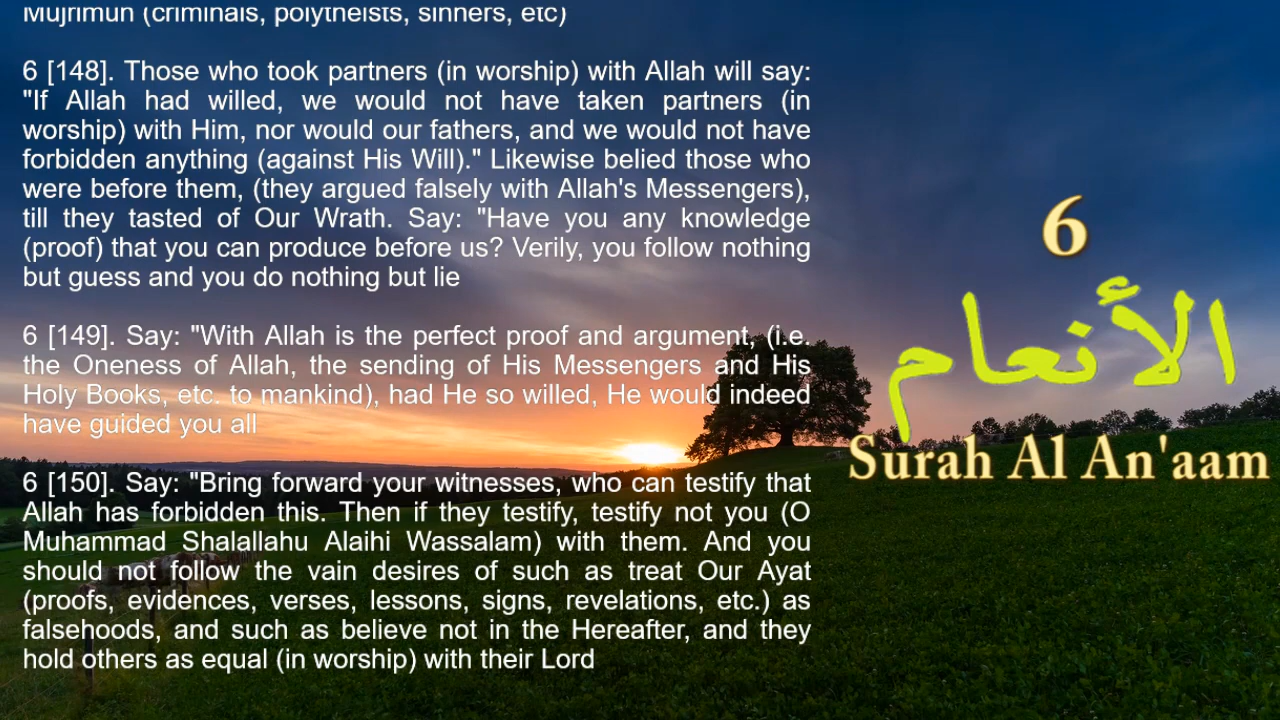 Mujrimun (criminals, polytheists, sinners, etc)
6 [148]. Those who took partners (in worship) with Allah will say:
"If Allah had willed, we would not have taken partners (in
worship) with Him, nor would our fathers, and we would not have
forbidden anything (against His Will)." Likewise belied those who
were before them, (they argued falsely with Allah's Messengers),
till they tasted of Our Wrath. Say: "Have you any knowledge
(proof) that you can produce before us? Verily, you follow nothing
but guess and you do nothing but lie
6 [149]. Say: "With Allah is the perfect proof and argument, (i.e.
the Oneness of Allah, the sending of His Messengers and His
Holy Books, etc. to mankind), had He so willed, He would indeed
have guided you all
6 [150]. Say: "Bring forward your witnesses, who can testify that
Allah has forbidden this. Then if they testify, testify not you (O
Muhammad Shalallahu Alaihi Wassalam) with them. And you
should not follow the vain desires of such as treat Our Ayat
(proofs, evidences, verses, lessons, signs, revelations, etc.) as
falsehoods, and such as believe not in the Hereafter, and they
hold others as equal (in worship) with their Lord
6
الأنعام
Surah Al An'aam